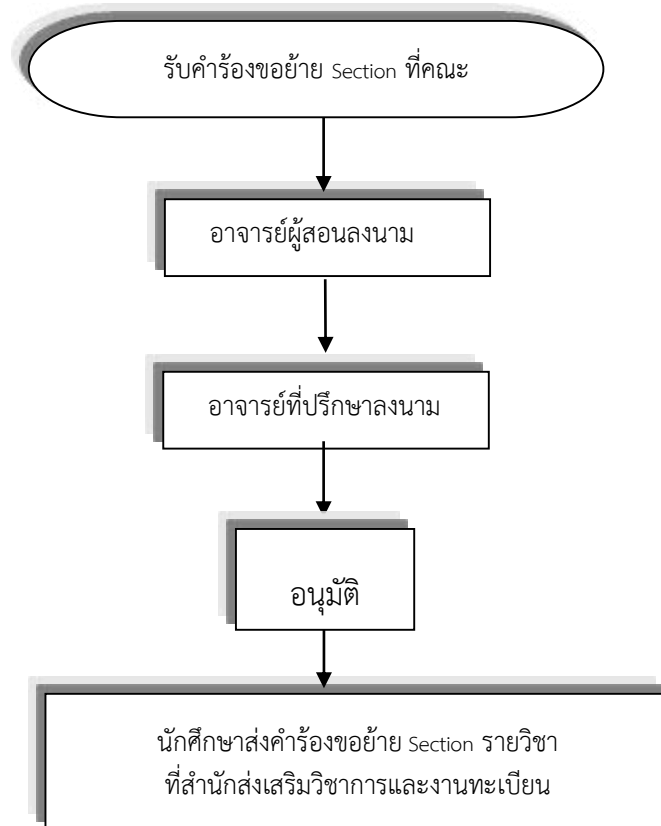 รับคำร้องขอย้าย Section ที่คณะ
อาจารย์ผู้สอนลงนาม
อาจารย์ที่ปรึกษาลงนาม
อนุมัติ
นักศึกษาส่งคำร้องขอย้าย Section รายวิชา
ที่สำนักส่งเสริมวิชาการและงานทะเบียน